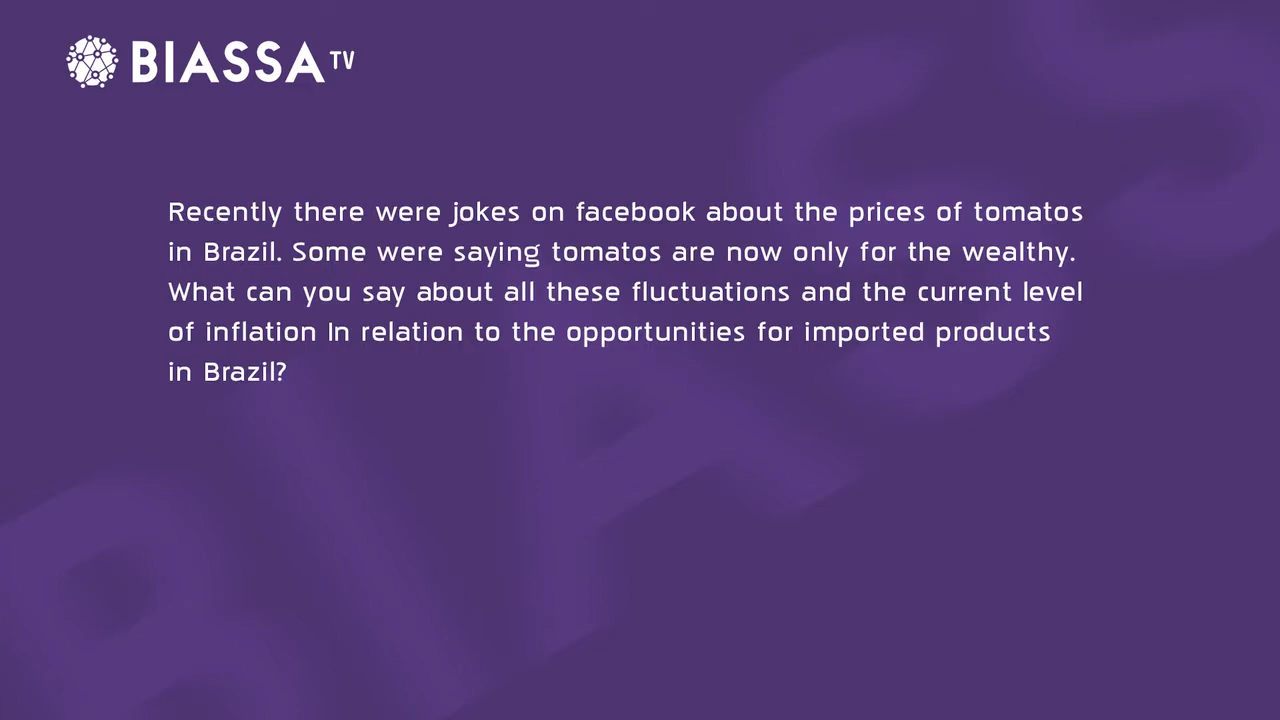 BIASSA TV
Recently there were jokes on facebook about the prices of tomatos
in Brazil. Some were saying tomatos are now only for the wealthy.
What can you say about all these fluctuations and the current level
of inflation In relation to the opportunities for imported products
in Brazil?
BIASS